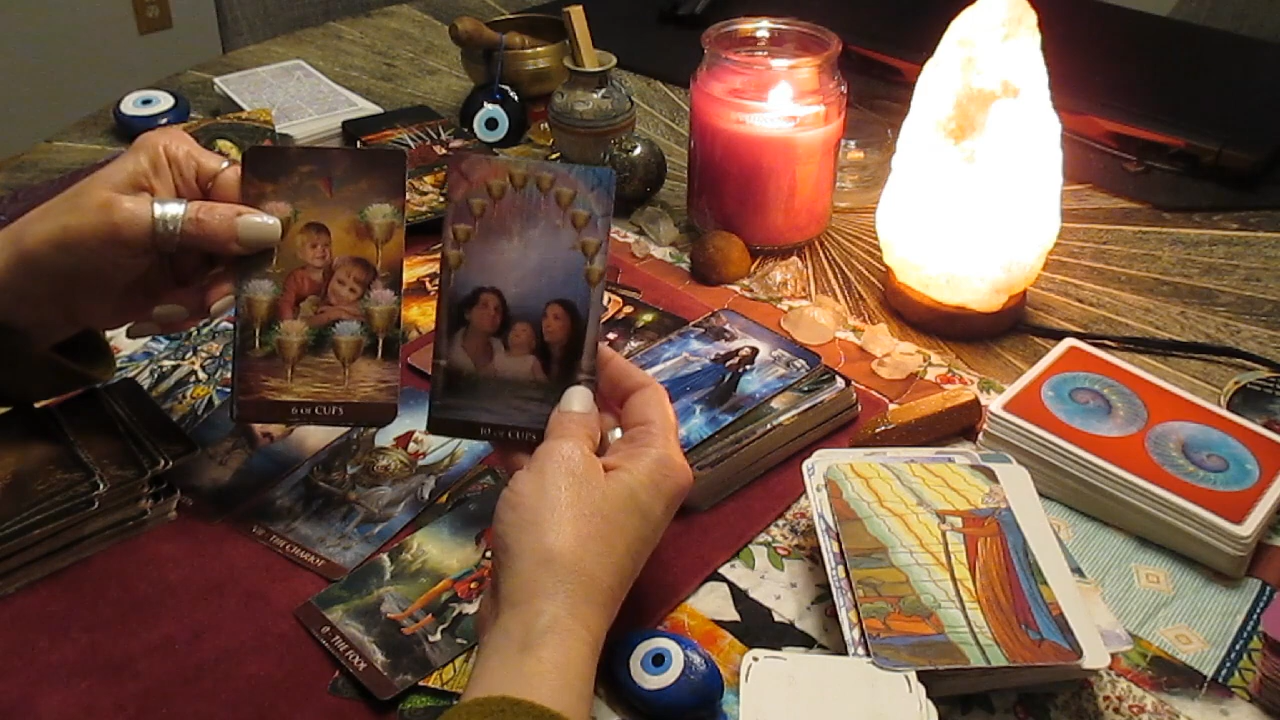 6 of CUPS
10 of CUPS
VII - THE CHARIOT
0 - THE FOOL